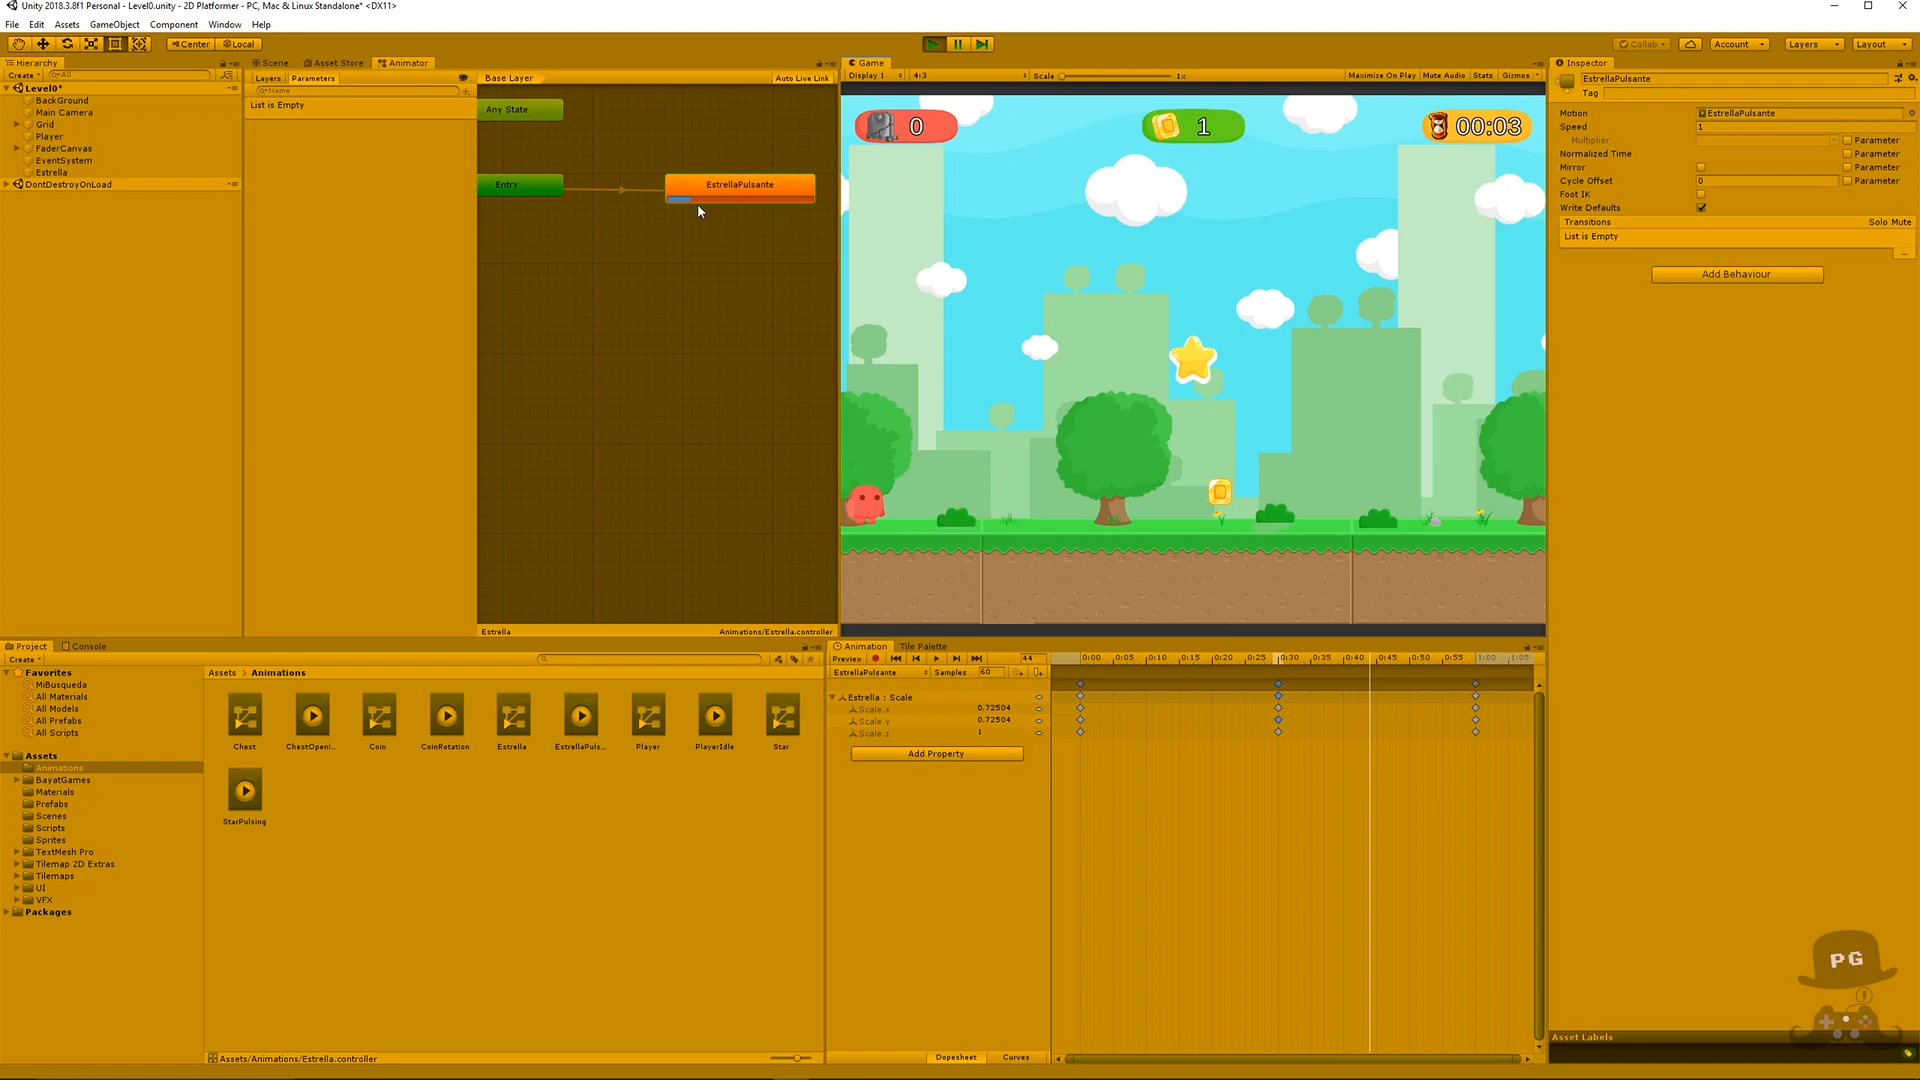 Unity 2018.3.8f1 Personal - Level0.unity - 2D Platformer - PC, Mac & Linux Standalone* <DX11>
File Edit Assets GameObject Component Window Help
Center Local Collab Account Layers Layout
Hierarchy Scene Asset Store Animator Game Inspector
Create All Layers Parameters Base Layer Auto Live Link Display 1 4:3 Scale 1x Maximize On Play Mute Audio Stats Gizmos EstrellaPulsante
Name Tag
Level0*
List is Empty
BackGround
Main Camera
Grid
Player
FaderCanvas
EventSystem
Estrella
DontDestroyOnLoad
Any State
Entry
EstrellaPulsante
Estrella Animations/Estrella.controller
0 1 00:03
Motion EstrellaPulsante
Speed 1
Multiplier Parameter
Normalized Time Parameter
Mirror Parameter
Cycle Offset 0 Parameter
Foot IK
Write Defaults
Transitions Solo Mute
List is Empty
Add Behaviour
Project Console
Create
Favorites
MiBusqueda
All Materials
All Models
All Prefabs
All Scripts
Assets
Animations
BayatGames
Materials
Prefabs
Scenes
Scripts
Sprites
TextMesh Pro
Tilemap 2D Extras
Tilemaps
UI
VFX
Packages
Assets > Animations
Chest ChestOpeni... Coin CoinRotation Estrella EstrellaPuls... Player PlayerIdle Star
StarPulsing
Assets/Animations/Estrella.controller
Animation Tile Palette
Preview 44 0:00 0:05 0:10 0:15 0:20 0:25 0:30 0:35 0:40 0:45 0:50 0:55 1:00 1:05
EstrellaPulsante Samples 60
Estrella : Scale
Scale.x 0.72504
Scale.y 0.72504
Scale.z 1
Add Property
Dopesheet Curves
PG
Asset Labels